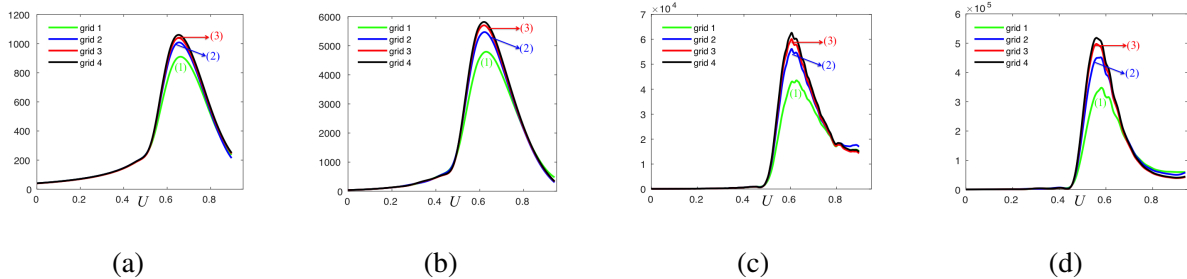 grid 1
grid 2
grid 3
grid 4
(3)
(2)
(1)
1200
1000
800
600
400
200
0
0 0.2 0.4 U 0.6 0.8
(a)
grid 1
grid 2
grid 3
grid 4
(3)
(2)
(1)
6000
5000
4000
3000
2000
1000
0
0 0.2 0.4 U 0.6 0.8
(b)
7 ×10⁴
grid 1
grid 2
grid 3
grid 4
(3)
(2)
(1)
6
5
4
3
2
1
0
0 0.2 0.4 U 0.6 0.8
(c)
6 ×10⁵
grid 1
grid 2
grid 3
grid 4
(3)
(2)
(1)
5
4
3
2
1
0
0 0.2 0.4 U 0.6 0.8
(d)